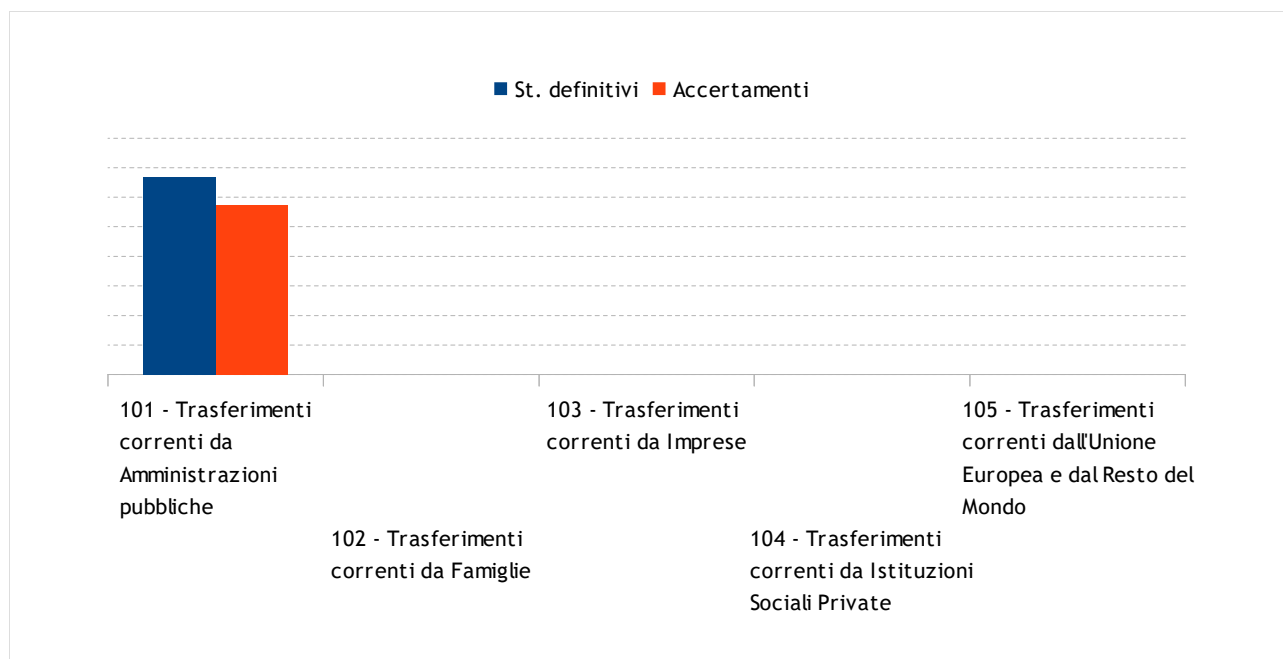 St. definitivi Accertamenti
101 - Trasferimenti
correnti da
Amministrazioni
pubbliche
102 - Trasferimenti
correnti da Famiglie
103 - Trasferimenti
correnti da Imprese
104 - Trasferimenti
correnti da Istituzioni
Sociali Private
105 - Trasferimenti
correnti dall'Unione
Europea e dal Resto del
Mondo